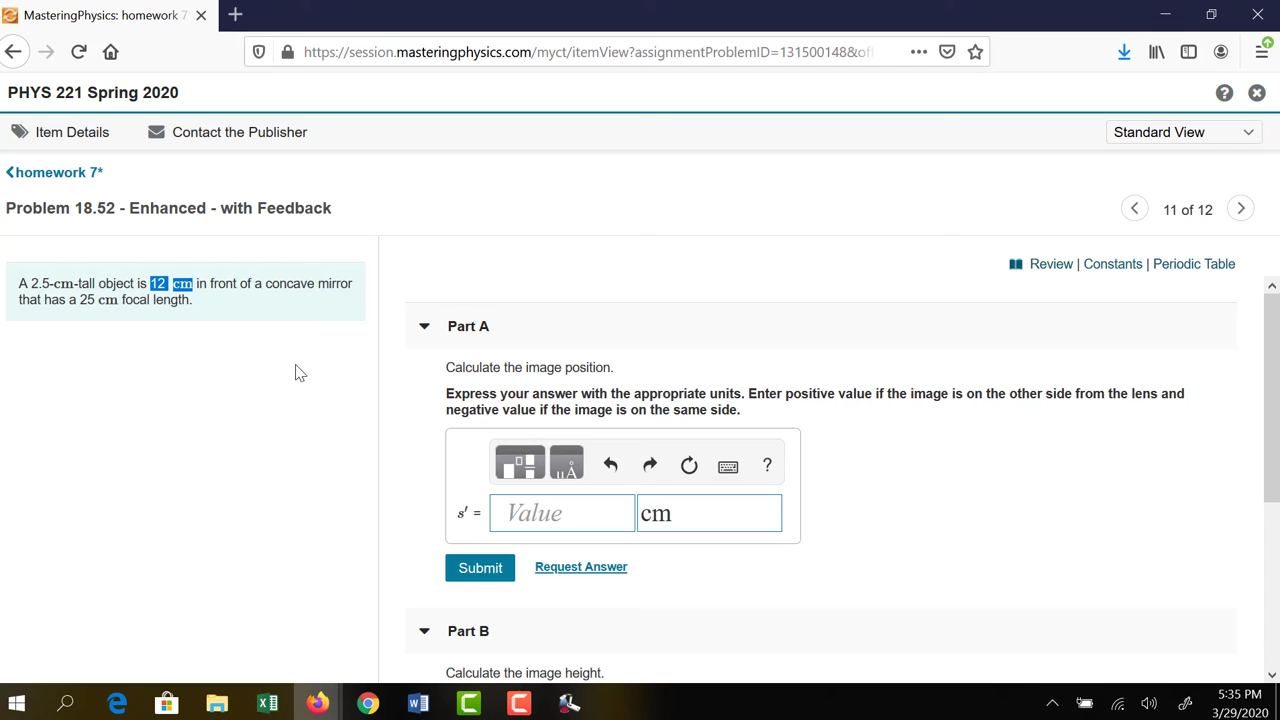 MasteringPhysics: homework 7
https://session.masteringphysics.com/myct/itemView?assignmentProblemID=131500148&of
PHYS 221 Spring 2020
Item Details
Contact the Publisher
Standard View
homework 7*
Problem 18.52 - Enhanced - with Feedback
11 of 12
A 2.5-cm-tall object is 12 cm in front of a concave mirror
that has a 25 cm focal length.
Review | Constants | Periodic Table
Part A
Calculate the image position.
Express your answer with the appropriate units. Enter positive value if the image is on the other side from the lens and
negative value if the image is on the same side.
μÅ
?
s′ =
Value
cm
Submit
Request Answer
Part B
Calculate the image height.
5:35 PM
3/29/2020